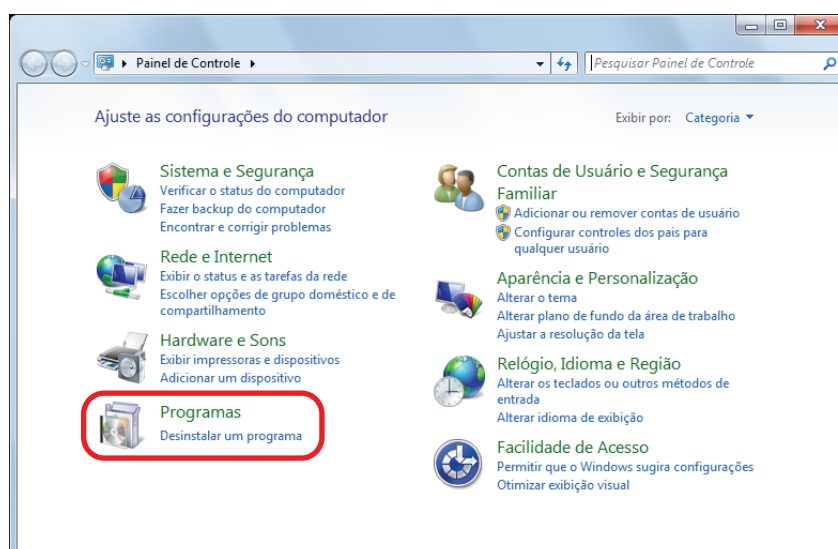 Painel de Controle
Pesquisar Painel de Controle
Ajuste as configurações do computador
Exibir por: Categoria
Sistema e Segurança
Verificar o status do computador
Fazer backup do computador
Encontrar e corrigir problemas
Rede e Internet
Exibir o status e as tarefas da rede
Escolher opções de grupo doméstico e de
compartilhamento
Hardware e Sons
Exibir impressoras e dispositivos
Adicionar um dispositivo
Programas
Desinstalar um programa
Contas de Usuário e Segurança
Familiar
Adicionar ou remover contas de usuário
Configurar controles dos pais para
qualquer usuário
Aparência e Personalização
Alterar o tema
Alterar plano de fundo da área de trabalho
Ajustar a resolução da tela
Relógio, Idioma e Região
Alterar os teclados ou outros métodos de
entrada
Alterar idioma de exibição
Facilidade de Acesso
Permitir que o Windows sugira configurações
Otimizar exibição visual